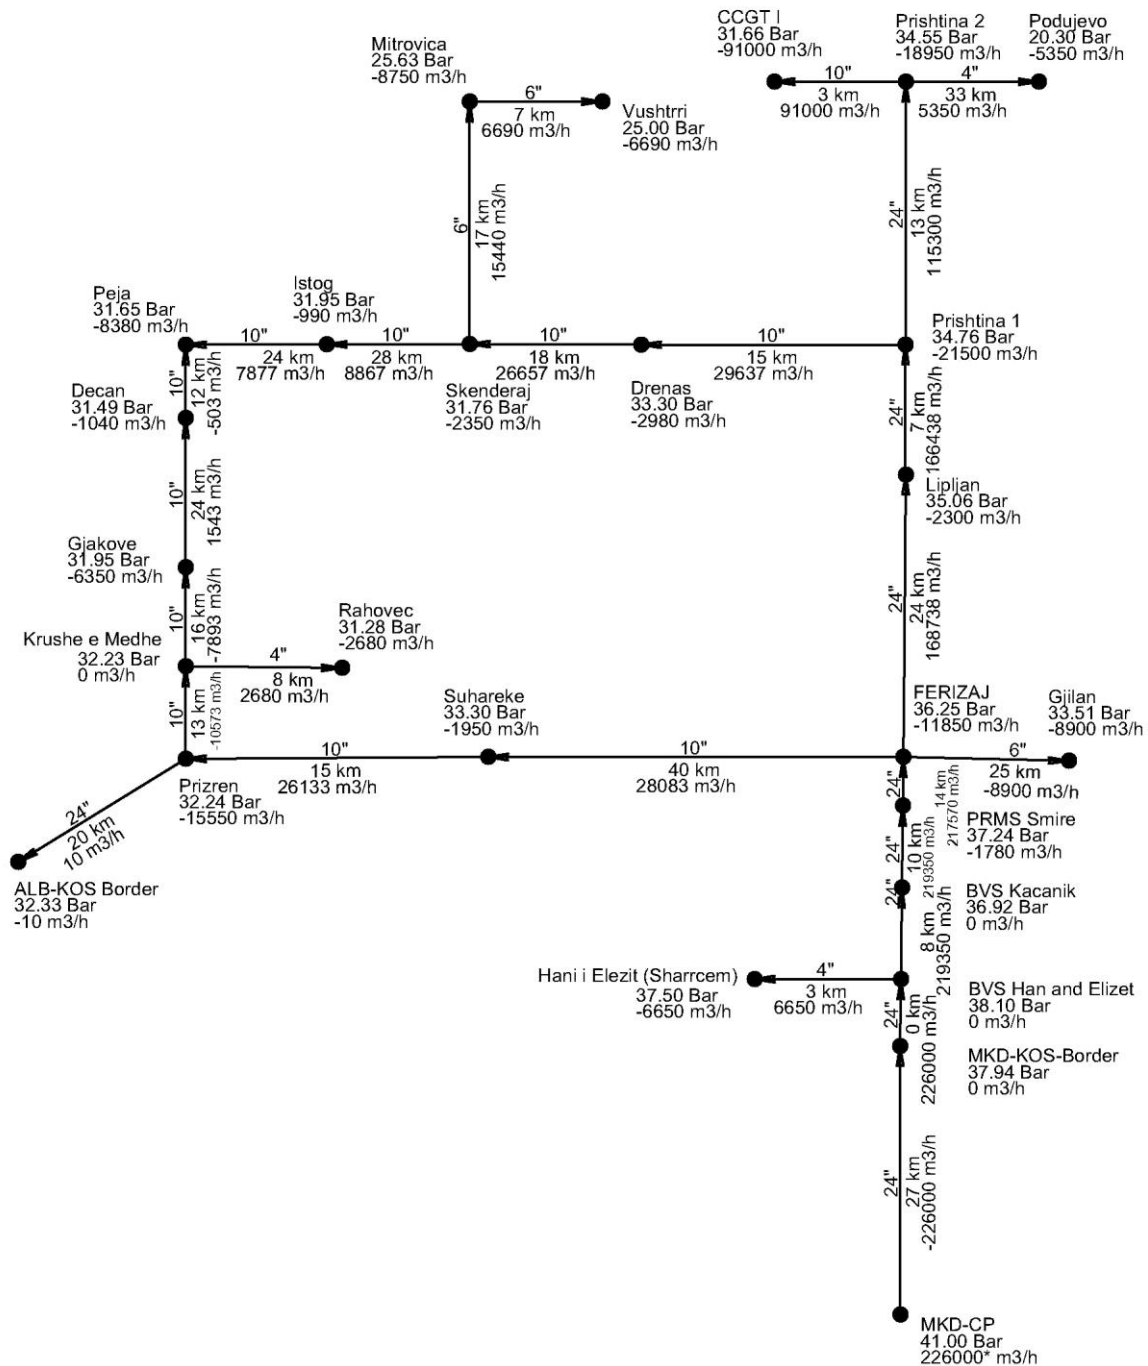 CCGT I
31.66 Bar
-91000 m3/h
Prishtina 2
34.55 Bar
-18950 m3/h
Podujevo
20.30 Bar
-5350 m3/h
10"
3 km
91000 m3/h
4"
33 km
5350 m3/h
Mitrovica
25.63 Bar
-8750 m3/h
6"
7 km
6690 m3/h
Vushtrri
25.00 Bar
-6690 m3/h
6"
17 km
15440 m3/h
24"
13 km
115300 m3/h
Peja
31.65 Bar
-8380 m3/h
Istog
31.95 Bar
-990 m3/h
10"
24 km
7877 m3/h
10"
28 km
8867 m3/h
10"
18 km
26657 m3/h
10"
15 km
29637 m3/h
Skenderaj
31.76 Bar
-2350 m3/h
Drenas
33.30 Bar
-2980 m3/h
Prishtina 1
34.76 Bar
-21500 m3/h
10"
12 km
-503 m3/h
Decan
31.49 Bar
-1040 m3/h
24"
7 km
166438 m3/h
Lipljan
35.06 Bar
-2300 m3/h
10"
24 km
1543 m3/h
Gjakove
31.95 Bar
-6350 m3/h
10"
16 km
-7893 m3/h
24"
24 km
168738 m3/h
Krushe e Medhe
32.23 Bar
0 m3/h
Rahovec
31.28 Bar
-2680 m3/h
4"
8 km
2680 m3/h
10"
13 km
-10573 m3/h
Suhareke
33.30 Bar
-1950 m3/h
FERIZAJ
36.25 Bar
-11850 m3/h
Gjilan
33.51 Bar
-8900 m3/h
10"
15 km
26133 m3/h
10"
40 km
28083 m3/h
6"
25 km
-8900 m3/h
Prizren
32.24 Bar
-15550 m3/h
24"
20 km
10 m3/h
ALB-KOS Border
32.33 Bar
-10 m3/h
24"
14 km
217570 m3/h
PRMS Smire
37.24 Bar
-1780 m3/h
24"
10 km
219350 m3/h
BVS Kacanik
36.92 Bar
0 m3/h
24"
8 km
219350 m3/h
Hani i Elezit (Sharrcem)
37.50 Bar
-6650 m3/h
4"
3 km
6650 m3/h
BVS Han and Elizet
38.10 Bar
0 m3/h
24"
0 km
226000 m3/h
MKD-KOS-Border
37.94 Bar
0 m3/h
24"
27 km
-226000 m3/h
MKD-CP
41.00 Bar
226000* m3/h